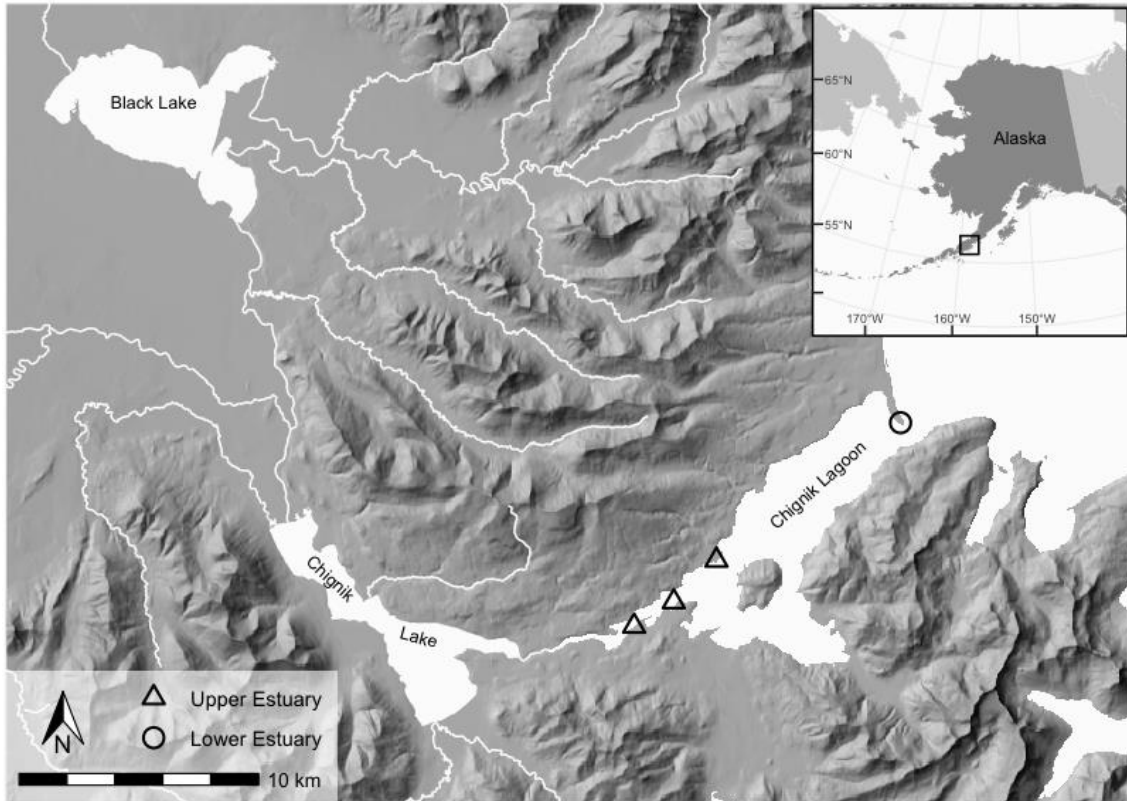 Black Lake
65°N
60°N
55°N
Alaska
170°W
160°W
150°W
Chignik Lagoon
Chignik
Lake
Upper Estuary
Lower Estuary
N
10 km